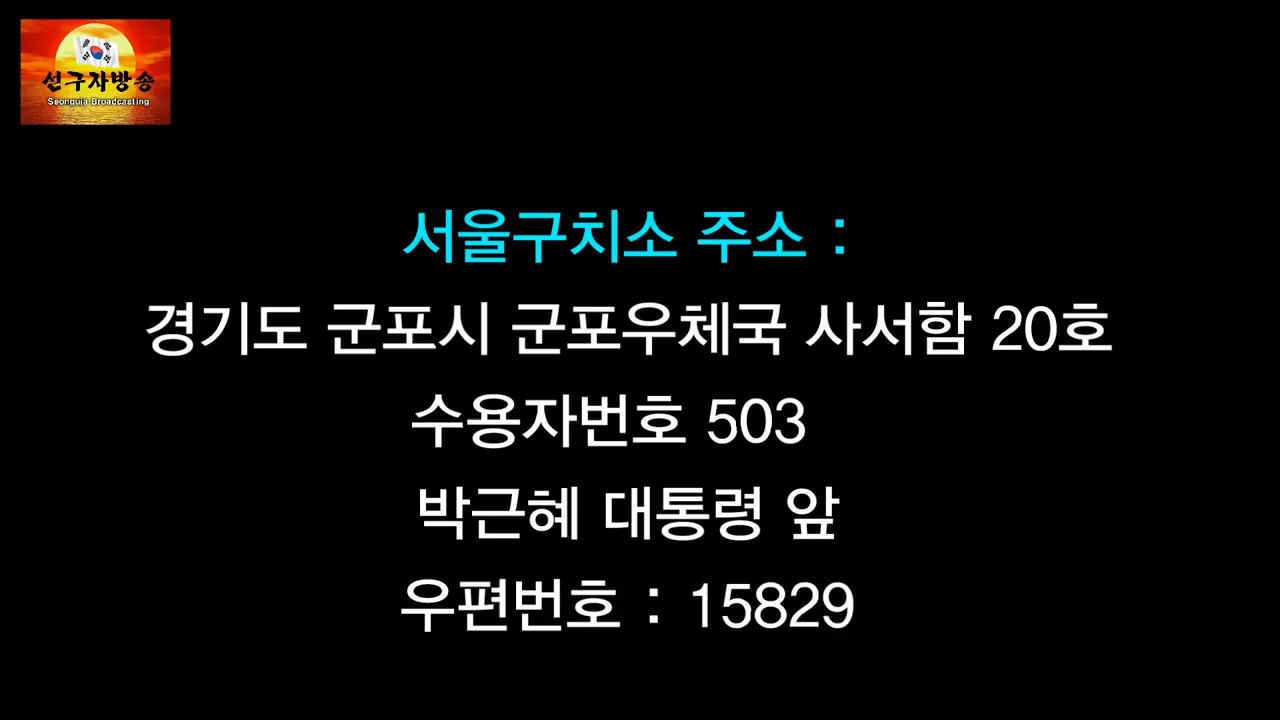 선구자방송
Seonguja Broadcasting
서울구치소 주소 :
경기도 군포시 군포우체국 사서함 20호
수용자번호 503
박근혜 대통령 앞
우편번호 : 15829